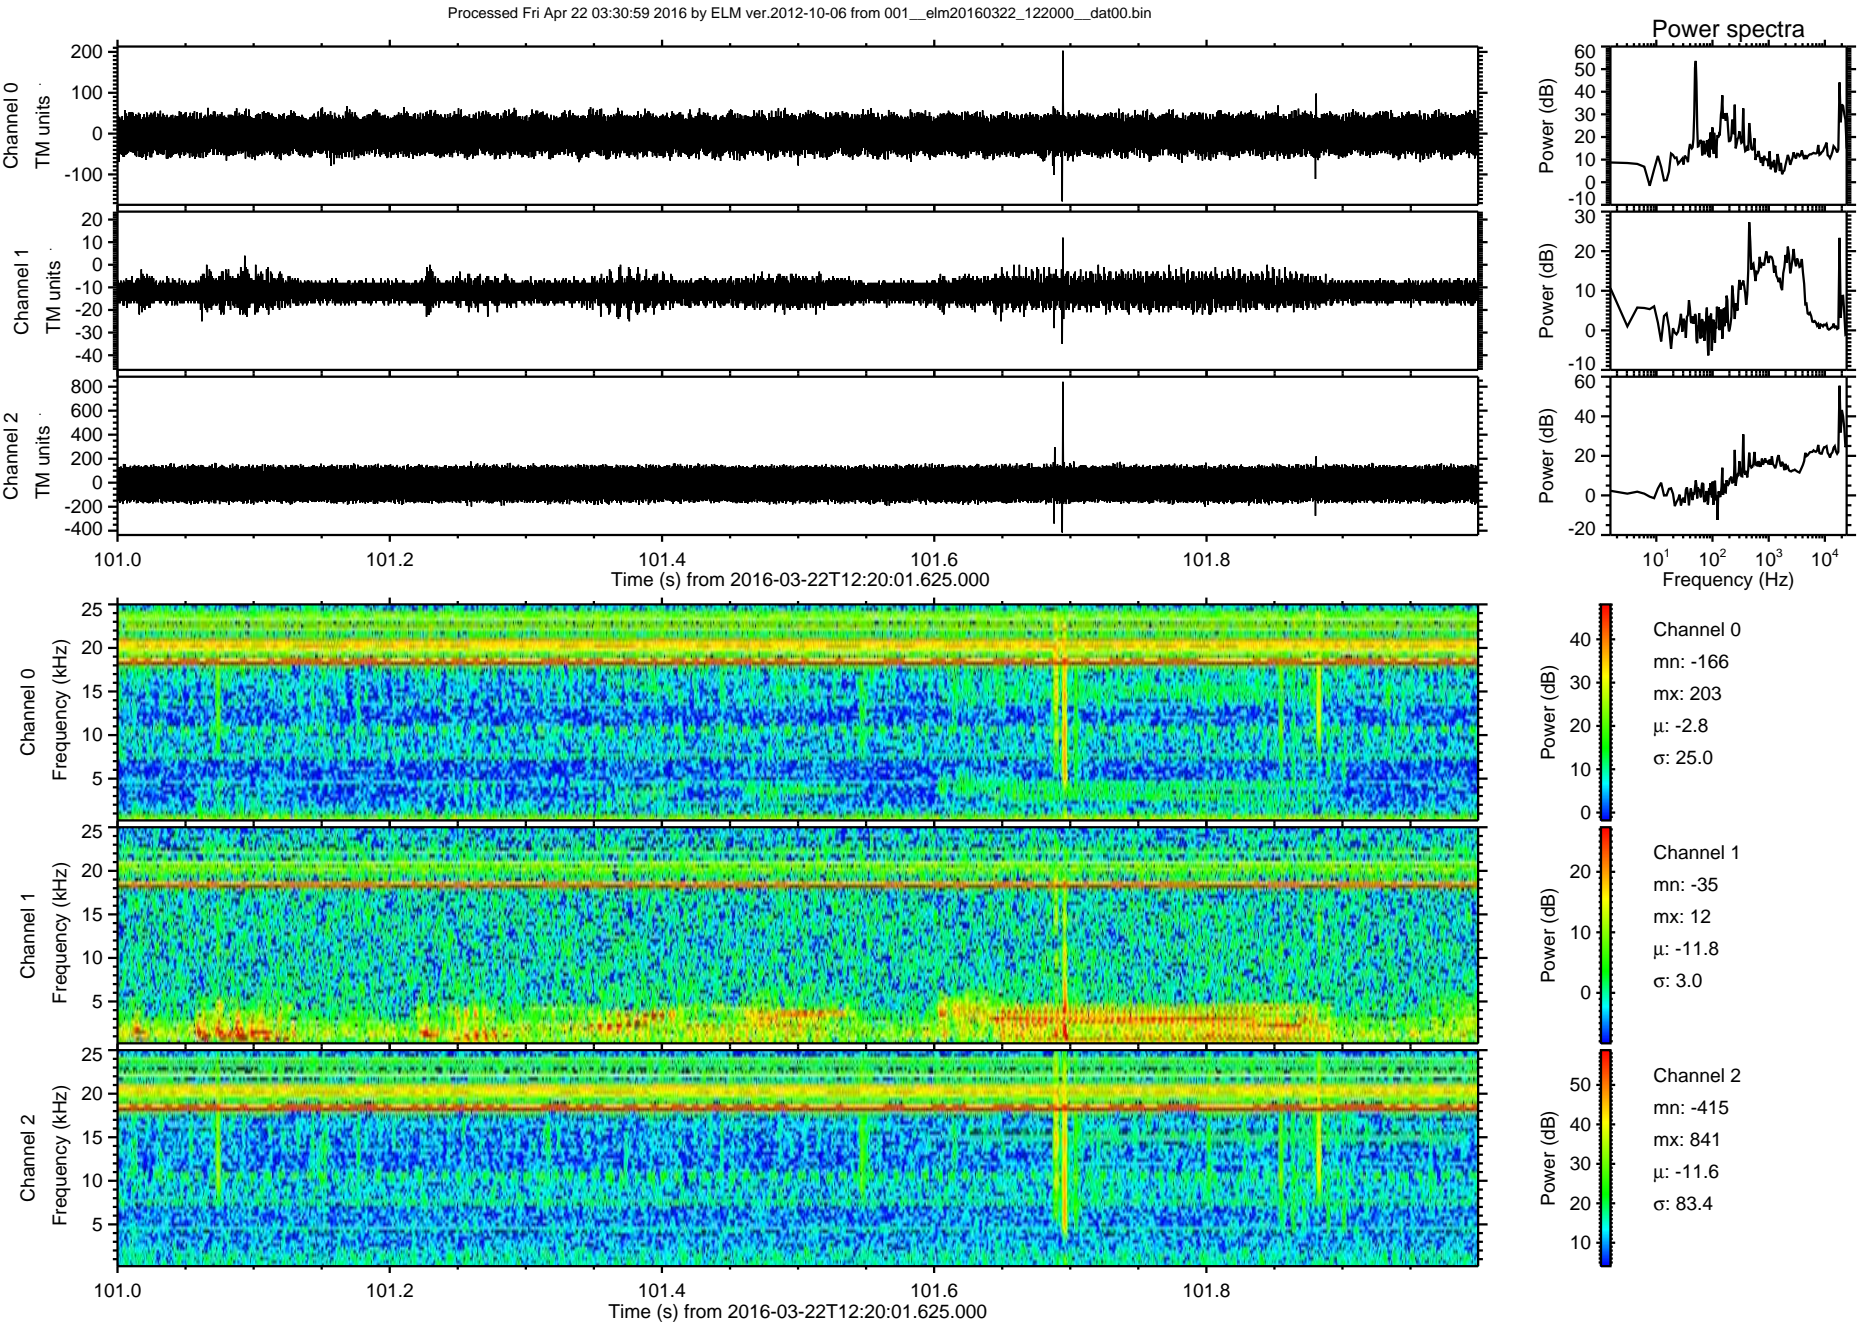 Processed Fri Apr 22 03:30:59 2016 by ELM ver.2012-10-06 from 001__elm20160322_122000__dat00.bin
Power spectra
Channel 0
TM units
200
100
0
-100
Power (dB)
60
50
40
30
20
10
0
-10
Channel 1
TM units
20
10
0
-10
-20
-30
-40
Power (dB)
30
20
10
0
-10
Channel 2
TM units
800
600
400
200
0
-200
-400
Power (dB)
60
40
20
0
-20
101.0 101.2 101.4 101.6 101.8
Time (s) from 2016-03-22T12:20:01.625.000
10^1 10^2 10^3 10^4
Frequency (Hz)
Channel 0
Frequency (kHz)
25
20
15
10
5
Power (dB)
40
30
20
10
0
Channel 0
mn: -166
mx: 203
μ: -2.8
σ: 25.0
Channel 1
Frequency (kHz)
25
20
15
10
5
Power (dB)
20
10
0
Channel 1
mn: -35
mx: 12
μ: -11.8
σ: 3.0
Channel 2
Frequency (kHz)
25
20
15
10
5
Power (dB)
50
40
30
20
10
Channel 2
mn: -415
mx: 841
μ: -11.6
σ: 83.4
101.0 101.2 101.4 101.6 101.8
Time (s) from 2016-03-22T12:20:01.625.000